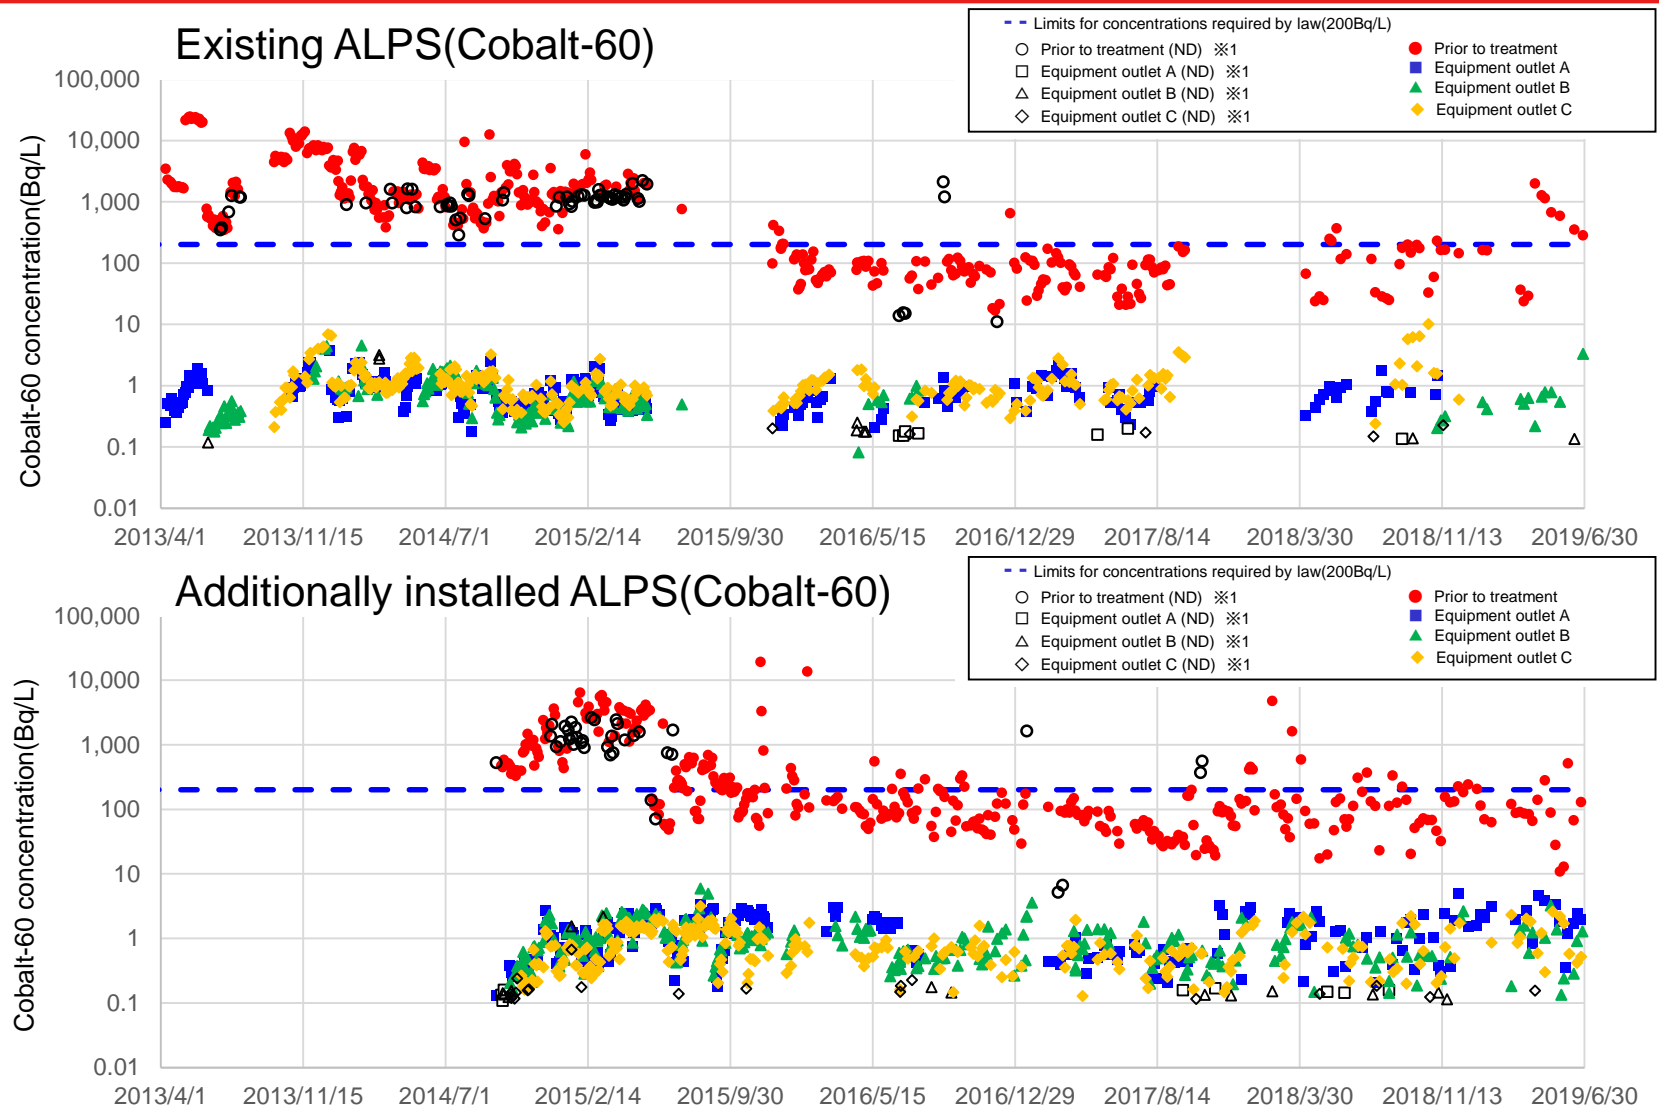 Existing ALPS(Cobalt-60)
Limits for concentrations required by law(200Bq/L)
Prior to treatment (ND) ※1
Prior to treatment
Equipment outlet A (ND) ※1
Equipment outlet A
Equipment outlet B (ND) ※1
Equipment outlet B
Equipment outlet C (ND) ※1
Equipment outlet C
Cobalt-60 concentration(Bq/L)
100,000
10,000
1,000
100
10
1
0.1
0.01
2013/4/1 2013/11/15 2014/7/1 2015/2/14 2015/9/30 2016/5/15 2016/12/29 2017/8/14 2018/3/30 2018/11/13 2019/6/30
Additionally installed ALPS(Cobalt-60)
Limits for concentrations required by law(200Bq/L)
Prior to treatment (ND) ※1
Prior to treatment
Equipment outlet A (ND) ※1
Equipment outlet A
Equipment outlet B (ND) ※1
Equipment outlet B
Equipment outlet C (ND) ※1
Equipment outlet C
Cobalt-60 concentration(Bq/L)
100,000
10,000
1,000
100
10
1
0.1
0.01
2013/4/1 2013/11/15 2014/7/1 2015/2/14 2015/9/30 2016/5/15 2016/12/29 2017/8/14 2018/3/30 2018/11/13 2019/6/30